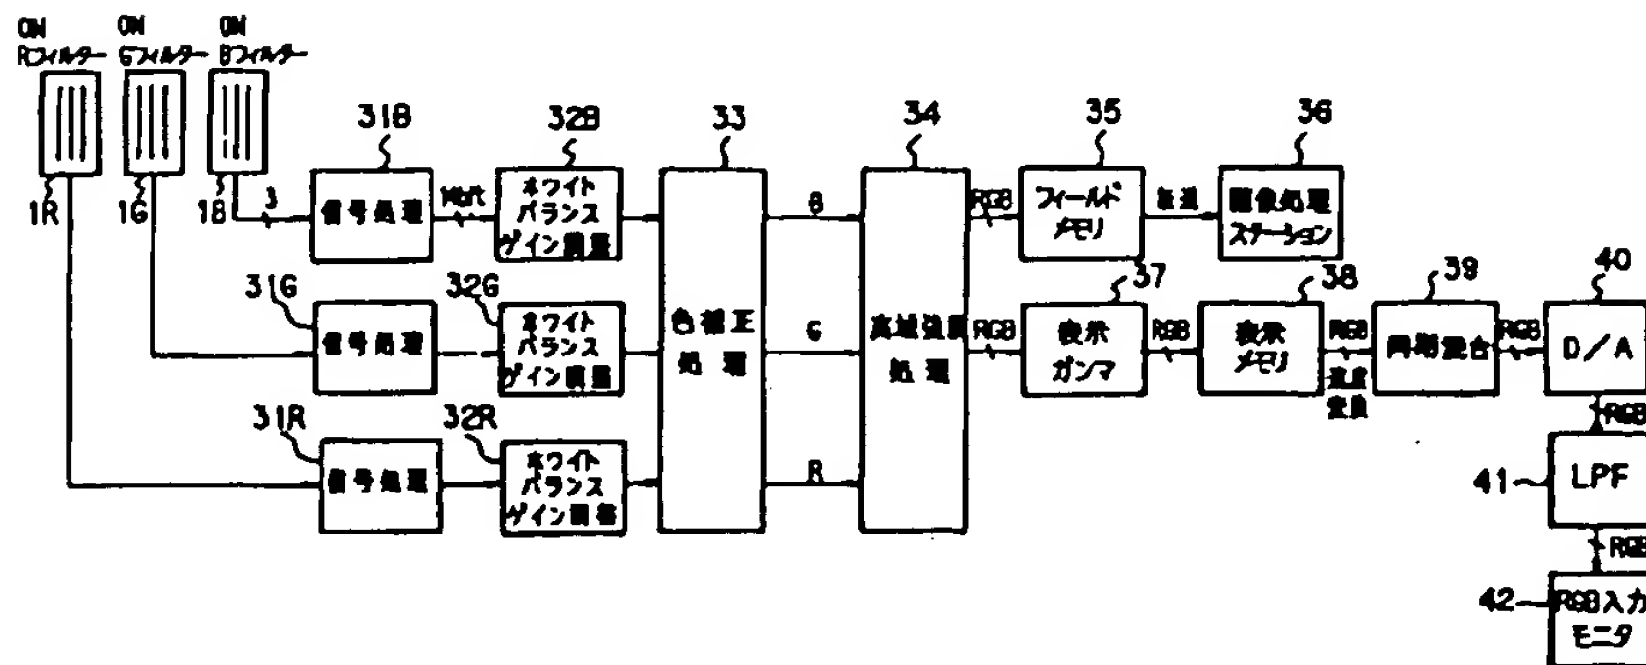 ON
Rフィルター
ON
Gフィルター
ON
Bフィルター
1R
1G
1B
3
31B
信号処理
32B
ホワイト
バランス
ゲイン調整
33
色補正
処理
34
高域強調
処理
35
フィールド
メモリ
36
画像処理
ステーション
31G
信号処理
32G
ホワイト
バランス
ゲイン調整
31R
信号処理
32R
ホワイト
バランス
ゲイン調整
B
G
R
RGB
転送
RGB
37
表示
ガンマ
RGB
38
表示
メモリ
RGB
速度
変換
39
同期混合
RGB
40
D/A
RGB
41
LPF
RGB
42
RGB入力
モニタ